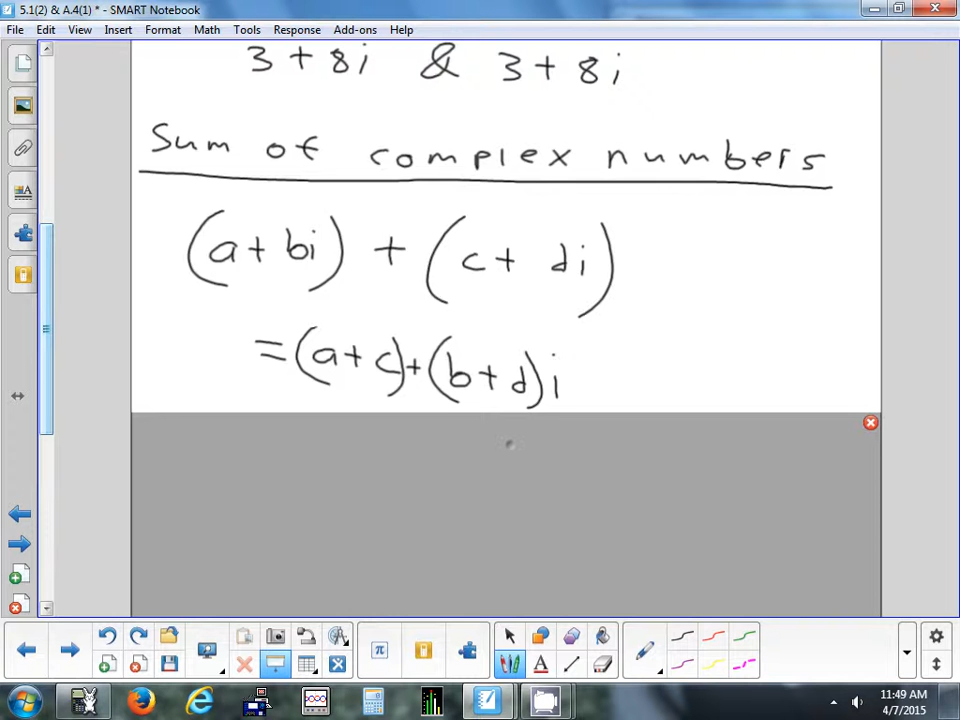 5.1(2) & A.4(1) * - SMART Notebook
File Edit View Insert Format Math Tools Response Add-ons Help
3 + 8i & 3 + 8i
Sum of complex numbers
(a + bi) + (c + di)
= (a + c) + (b + d)i
11:49 AM
4/7/2015